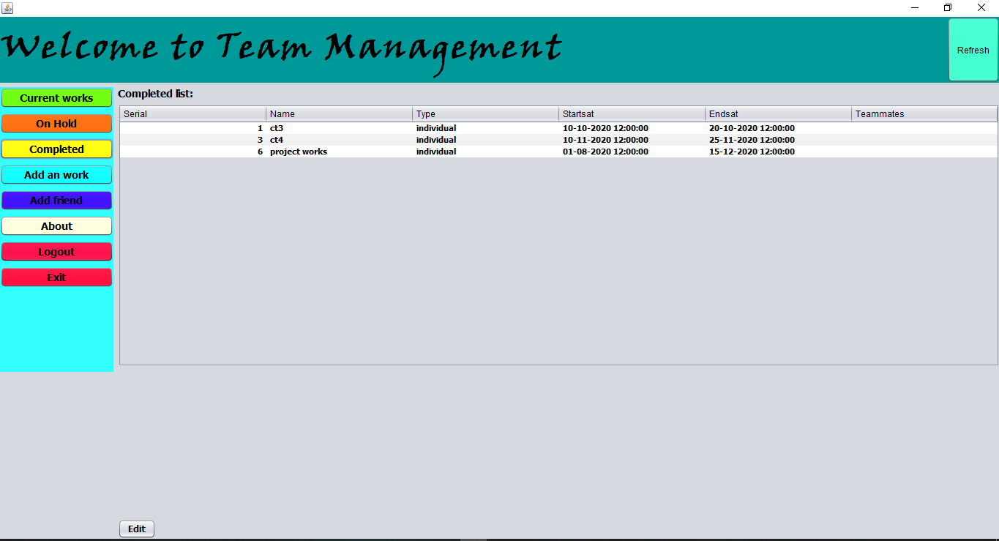 Welcome to Team Management
Refresh
Current works
On Hold
Completed
Add an work
Add friend
About
Logout
Exit
Completed list:
Serial Name Type Startsat Endsat Teammates
1 ct3 individual 10-10-2020 12:00:00 20-10-2020 12:00:00
3 ct4 individual 10-11-2020 12:00:00 25-11-2020 12:00:00
6 project works individual 01-08-2020 12:00:00 15-12-2020 12:00:00
Edit